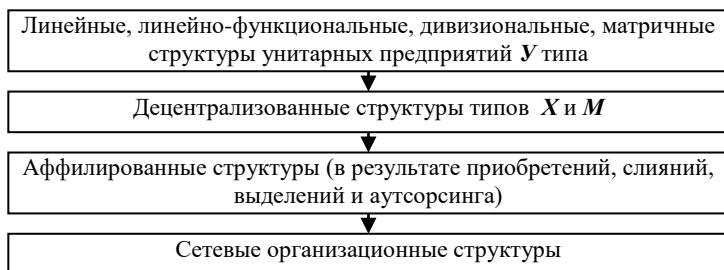 Линейные, линейно-функциональные, дивизиональные, матричные
структуры унитарных предприятий У типа
Децентрализованные структуры типов Х и М
Аффилированные структуры (в результате приобретений, слияний,
выделений и аутсорсинга)
Сетевые организационные структуры